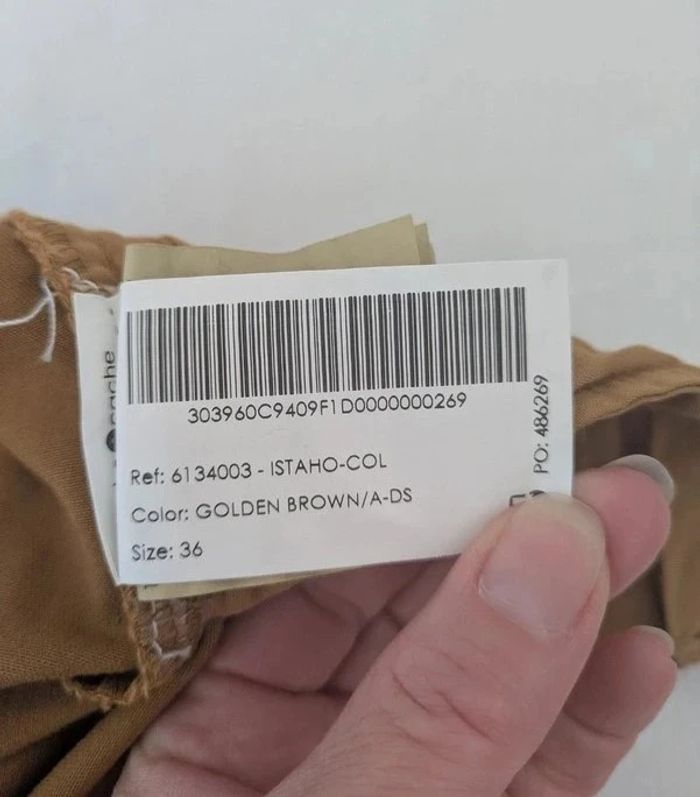 303960C9409F1D0000000269
Ref: 6134003 - ISTAHO-COL
Color: GOLDEN BROWN/A-DS
Size: 36
PO: 486269